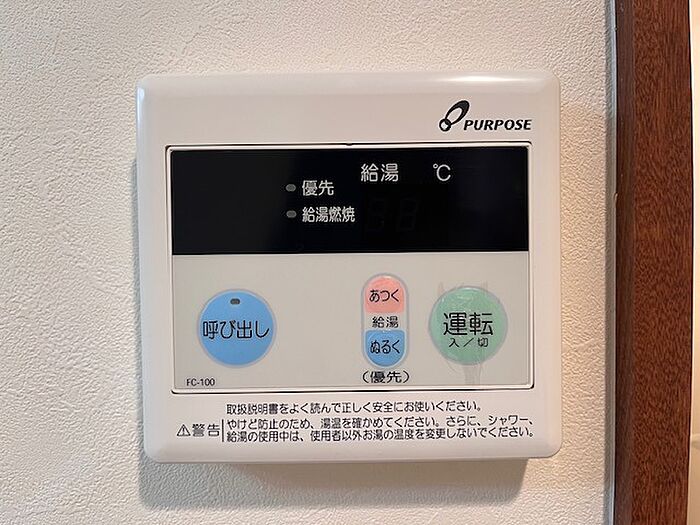 PURPOSE
給湯 ℃
優先
給湯燃焼
呼び出し
あつく
給湯
ぬるく
(優先)
運転
入／切
FC-100
取扱説明書をよく読んで正しく安全にお使いください。
⚠警告
やけど防止のため、湯温を確かめてください。さらに、シャワー、
給湯の使用中は、使用者以外お湯の温度を変更しないでください。